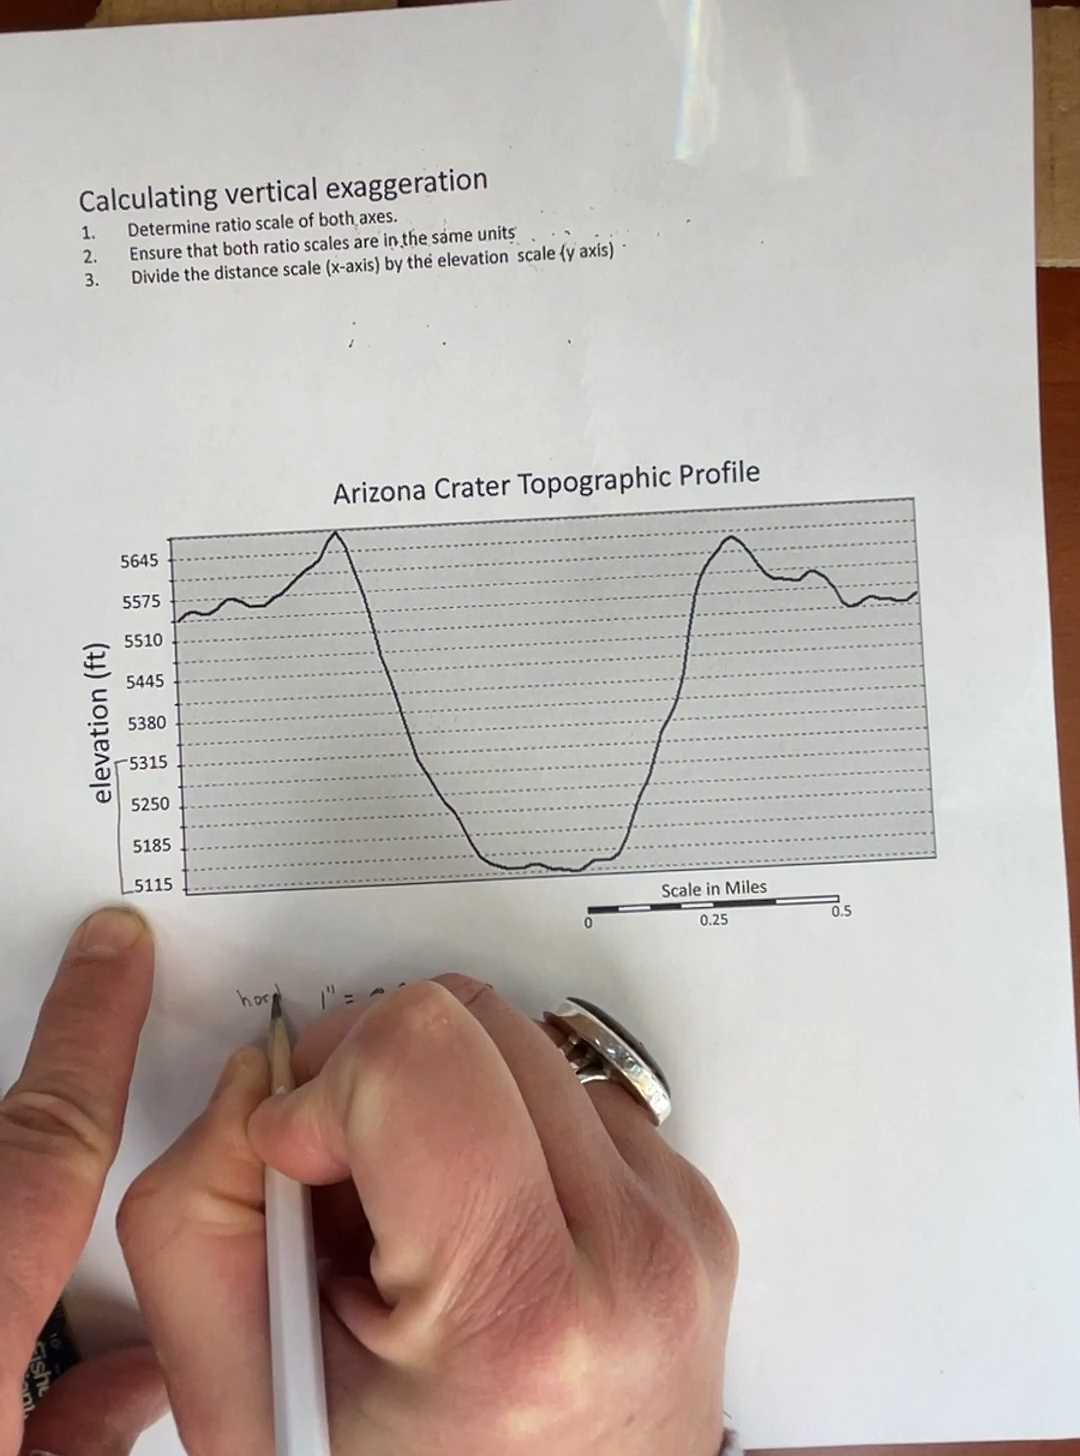 Calculating vertical exaggeration
1. Determine ratio scale of both axes.
2. Ensure that both ratio scales are in the same units
3. Divide the distance scale (x-axis) by the elevation scale (y axis)
Arizona Crater Topographic Profile
elevation (ft)
5645
5575
5510
5445
5380
5315
5250
5185
5115
Scale in Miles
0 0.25 0.5
1" =